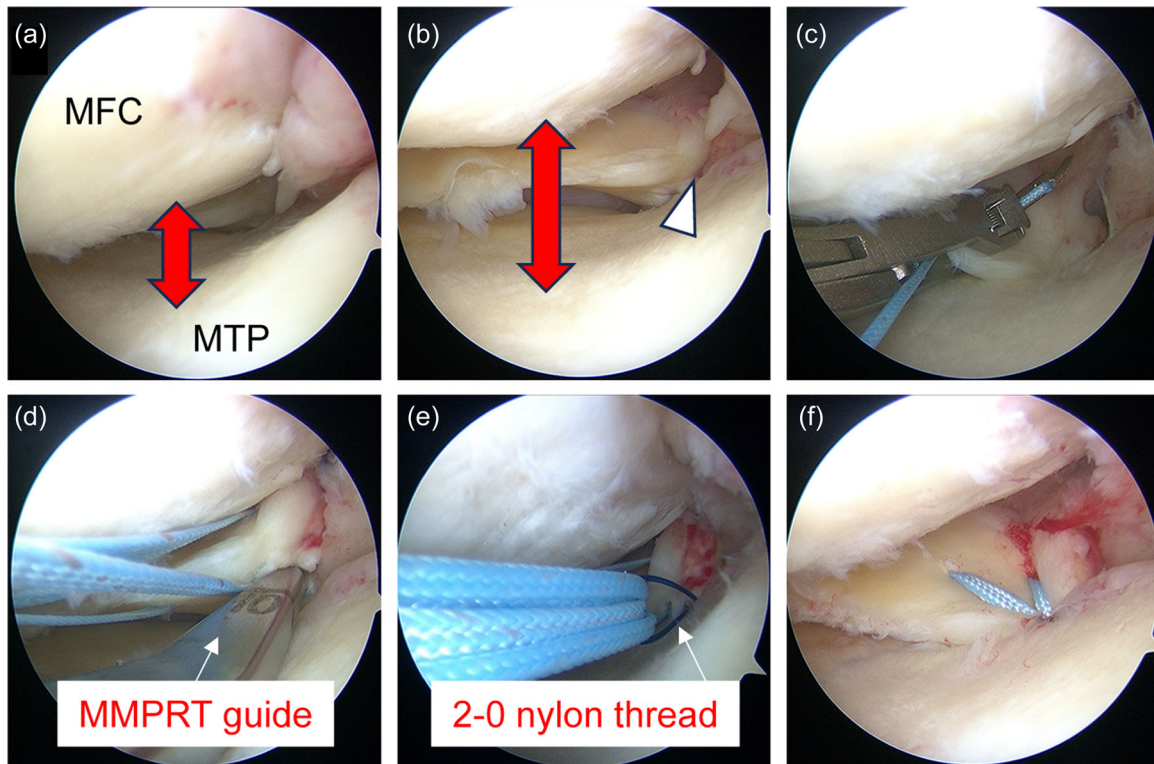 (a)
MFC
MTP
(b)
(c)
(d)
MMPRT guide
(e)
2-0 nylon thread
(f)